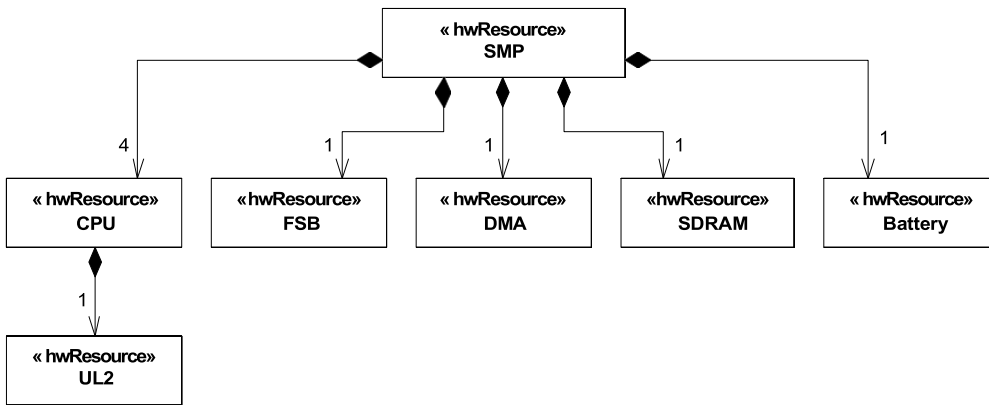 « hwResource»
SMP
4
1
1
1
1
« hwResource»
CPU
« hwResource»
FSB
«hwResource»
DMA
«hwResource»
SDRAM
«hwResource»
Battery
1
« hwResource»
UL2